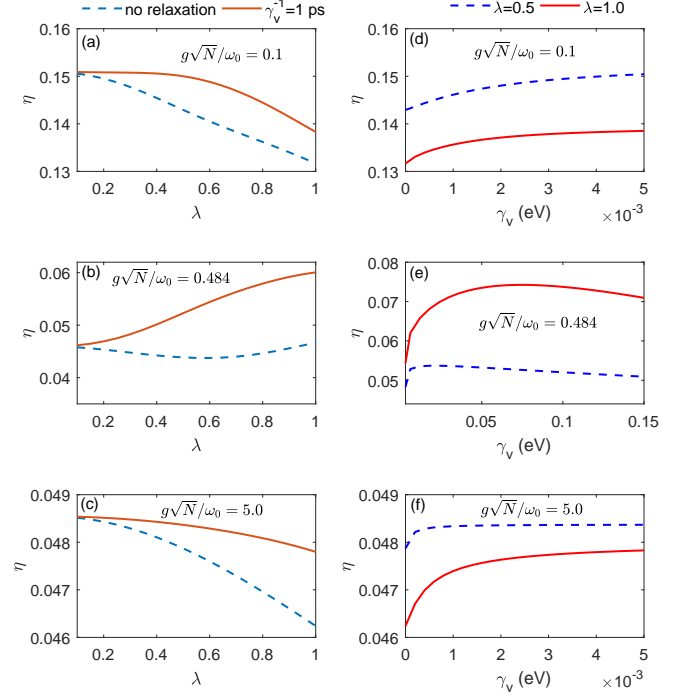 no relaxation γ_v^-1=1 ps
λ=0.5 λ=1.0
(a)
g√N/ω₀ = 0.1
0.16
0.15
0.14
0.13
η
0.2 0.4 0.6 0.8 1
λ
(d)
g√N/ω₀ = 0.1
0.16
0.15
0.14
0.13
η
0 1 2 3 4 5
γ_v (eV) ×10^-3
(b)
g√N/ω₀ = 0.484
0.06
0.05
0.04
η
0.2 0.4 0.6 0.8 1
λ
(e)
g√N/ω₀ = 0.484
0.08
0.07
0.06
0.05
η
0.05 0.1 0.15
γ_v (eV)
(c)
g√N/ω₀ = 5.0
0.049
0.048
0.047
0.046
η
0.2 0.4 0.6 0.8 1
λ
(f)
g√N/ω₀ = 5.0
0.049
0.048
0.047
0.046
η
0 1 2 3 4 5
γ_v (eV) ×10^-3